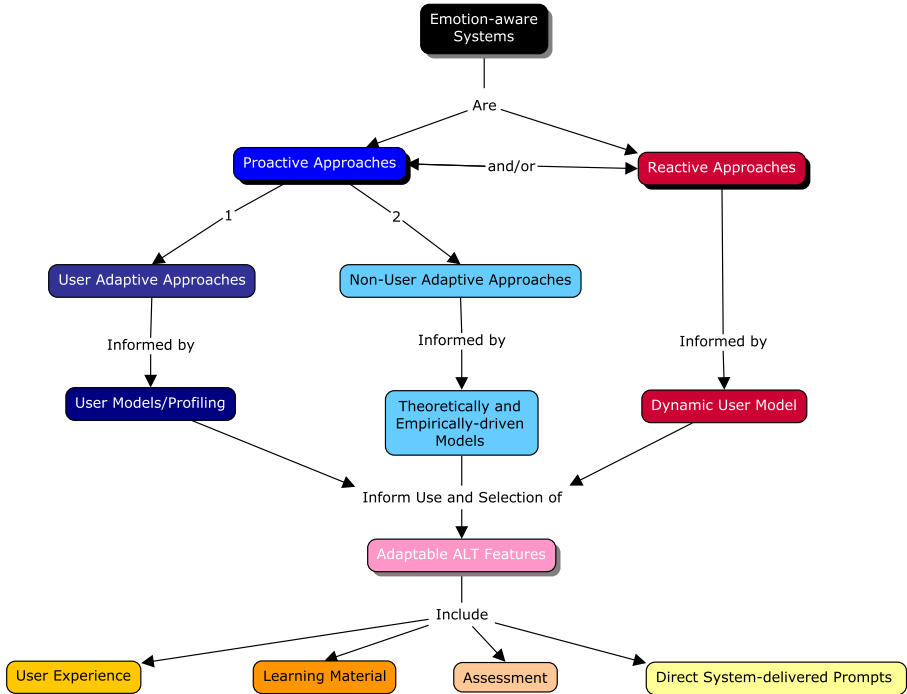 Emotion-aware
Systems
Are
Proactive Approaches
and/or
Reactive Approaches
1
2
User Adaptive Approaches
Non-User Adaptive Approaches
Informed by
Informed by
Informed by
User Models/Profiling
Theoretically and
Empirically-driven
Models
Dynamic User Model
Inform Use and Selection of
Adaptable ALT Features
Include
User Experience
Learning Material
Assessment
Direct System-delivered Prompts